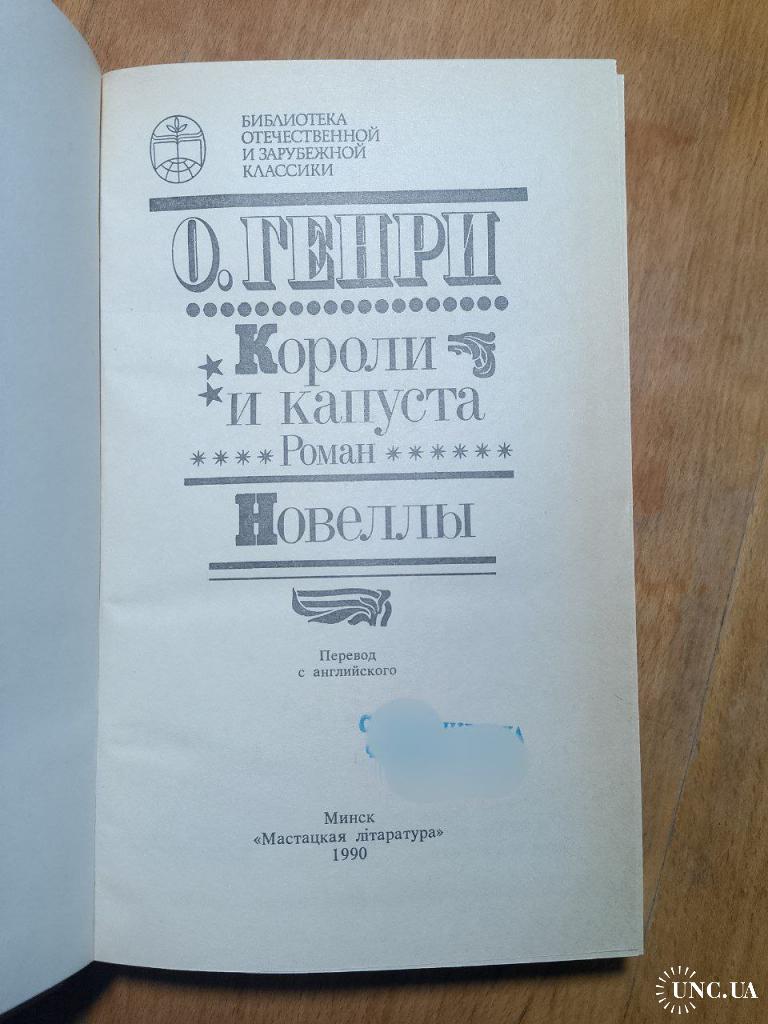 БИБЛИОТЕКА
ОТЕЧЕСТВЕННОЙ
И ЗАРУБЕЖНОЙ
КЛАССИКИ
О. ГЕНРИ
Короли
и капуста
Роман
Новеллы
Перевод
с английского
Минск
«Мастацкая літаратура»
1990
UNC.UA